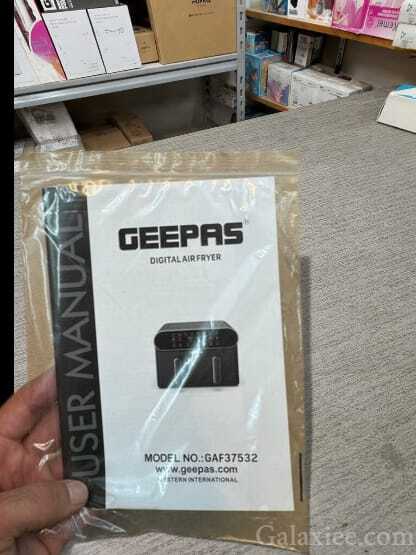 GEEPAS
DIGITAL AIR FRYER
USER MANUAL
MODEL NO.:GAF37532
www.geepas.com
WESTERN INTERNATIONAL
Galaxiee.com